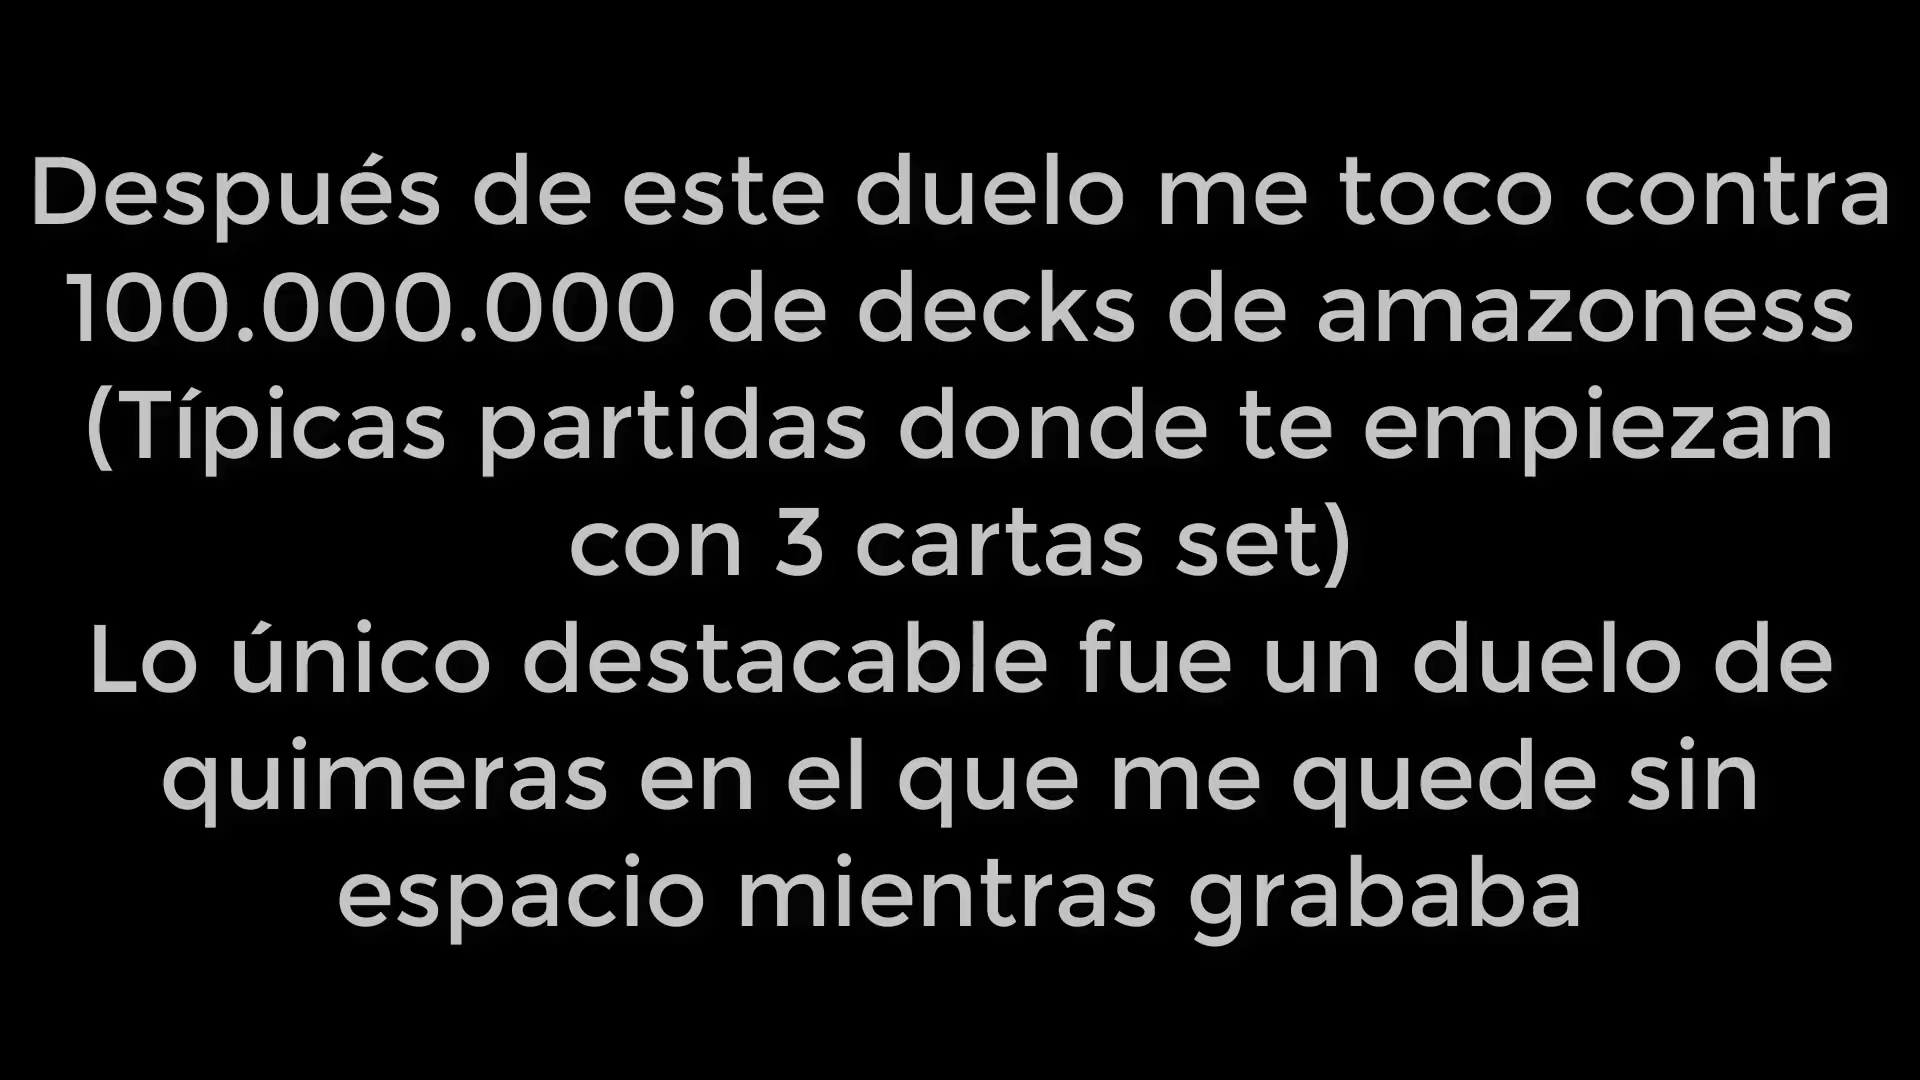 Después de este duelo me toco contra
100.000.000 de decks de amazoness
(Típicas partidas donde te empiezan
con 3 cartas set)
Lo único destacable fue un duelo de
quimeras en el que me quede sin
espacio mientras grababa